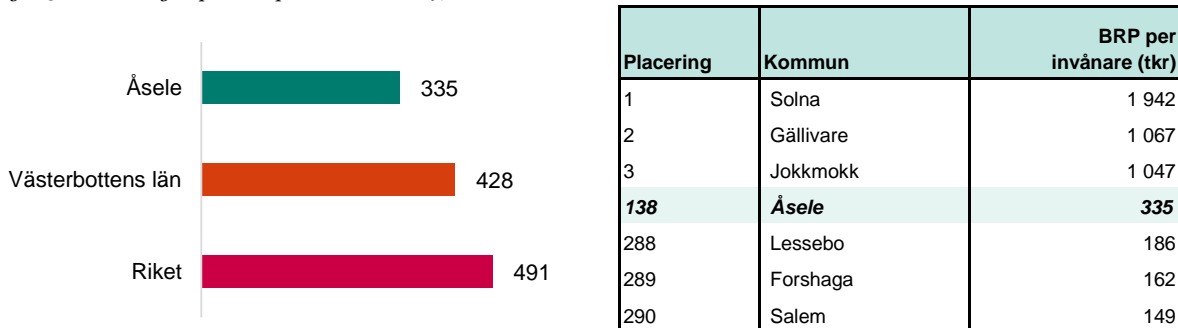 Åsele 335
Västerbottens län 428
Riket 491
Placering Kommun BRP per invånare (tkr)
1 Solna 1 942
2 Gällivare 1 067
3 Jokkmokk 1 047
138 Åsele 335
288 Lessebo 186
289 Forshaga 162
290 Salem 149